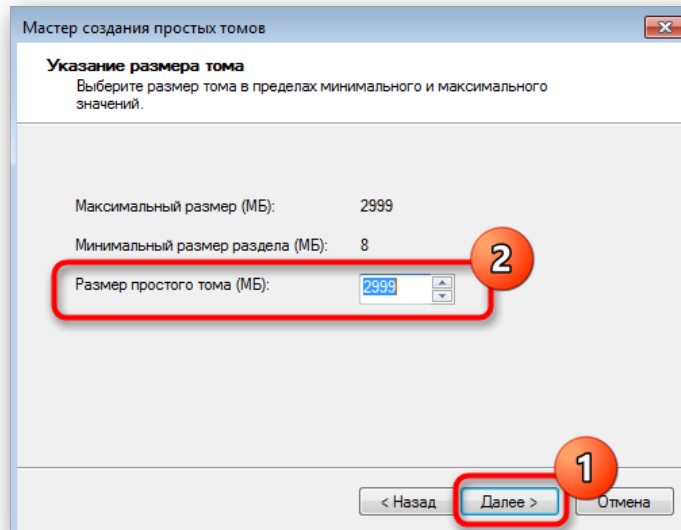 Мастер создания простых томов
Указание размера тома
Выберите размер тома в пределах минимального и максимального
значений.
Максимальный размер (МБ): 2999
Минимальный размер раздела (МБ): 8
2
Размер простого тома (МБ): 2999
1
< Назад Далее > Отмена